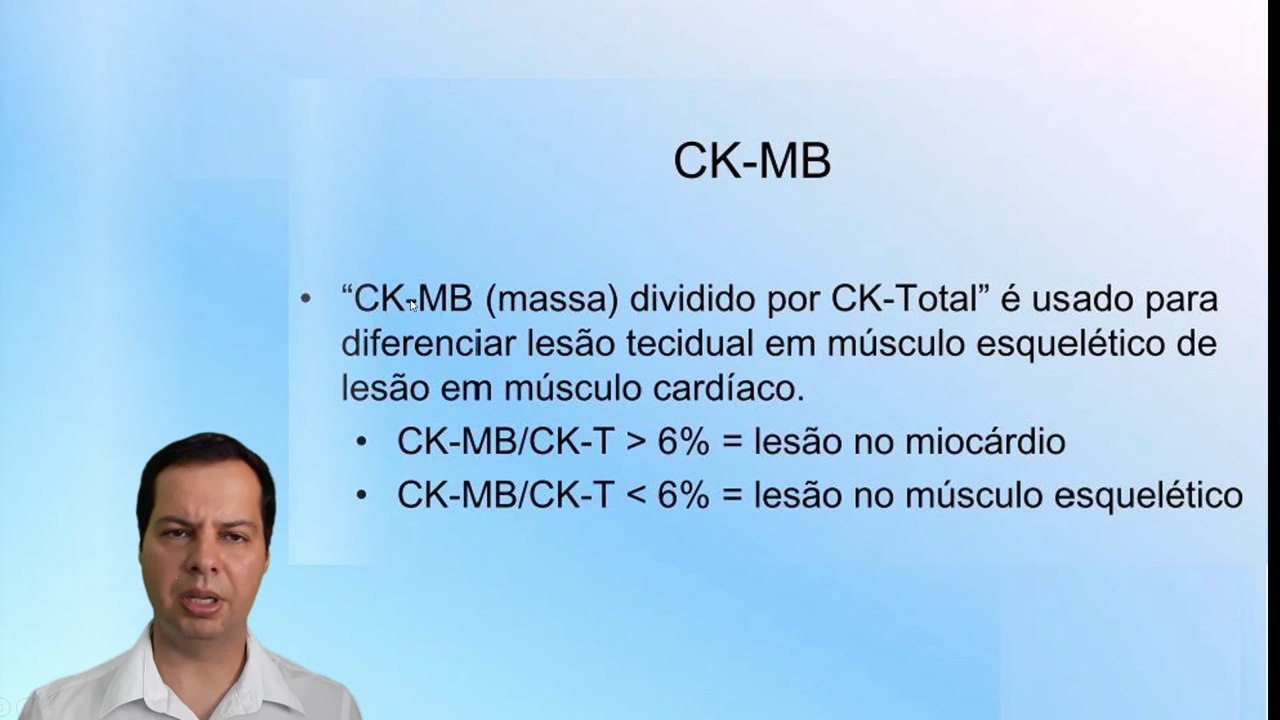 CK-MB
• “CK-MB (massa) dividido por CK-Total” é usado para
diferenciar lesão tecidual em músculo esquelético de
lesão em músculo cardíaco.
• CK-MB/CK-T > 6% = lesão no miocárdio
• CK-MB/CK-T < 6% = lesão no músculo esquelético